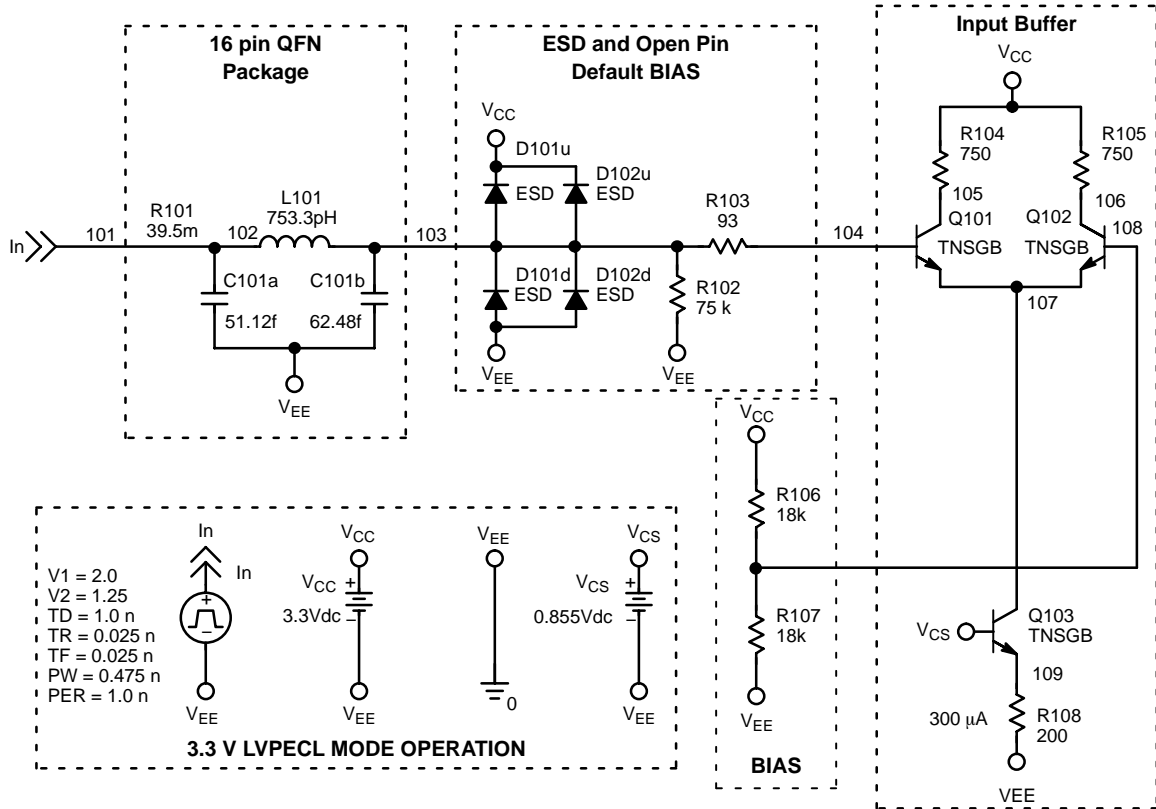 16 pin QFN
Package
In
101
R101
39.5m
102
L101
753.3pH
C101a
51.12f
C101b
62.48f
VEE
103
ESD and Open Pin
Default BIAS
VCC
D101u
ESD
D102u
ESD
D101d
ESD
D102d
ESD
VEE
R103
93
R102
75 k
VEE
104
Input Buffer
VCC
R104
750
R105
750
105
106
Q101
TNSGB
Q102
TNSGB
108
107
VCS
Q103
TNSGB
109
300 μA
R108
200
VEE
VCC
R106
18k
R107
18k
VEE
BIAS
V1 = 2.0
V2 = 1.25
TD = 1.0 n
TR = 0.025 n
TF = 0.025 n
PW = 0.475 n
PER = 1.0 n
In
In
+
−
VEE
VCC
VCC
+
3.3Vdc
−
VEE
VEE
0
VCS
VCS
+
0.855Vdc
−
VEE
3.3 V LVPECL MODE OPERATION